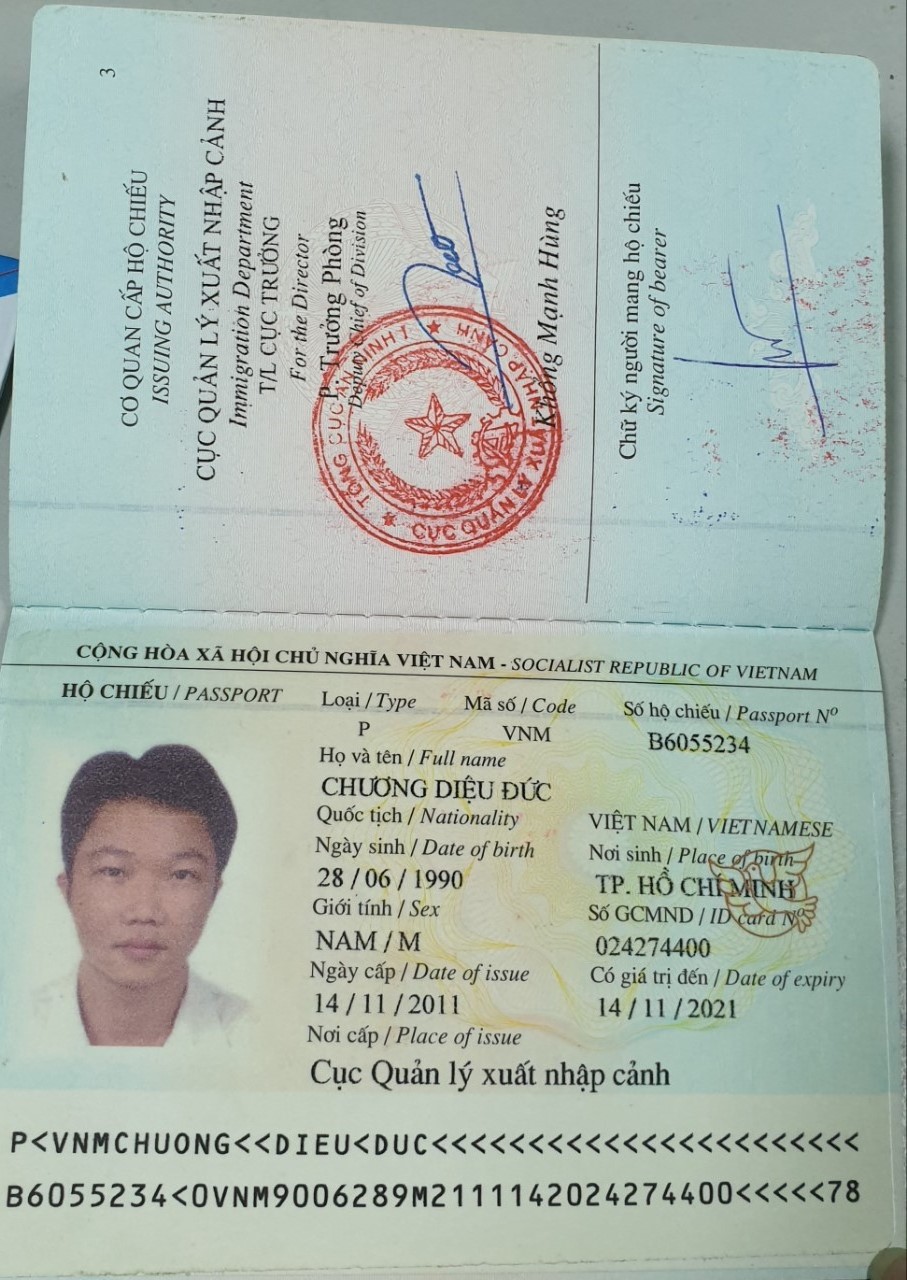 3
CƠ QUAN CẤP HỘ CHIẾU
ISSUING AUTHORITY
CỤC QUẢN LÝ XUẤT NHẬP CẢNH
Immigration Department
T/L CỤC TRƯỞNG
For the Director
P. Trưởng Phòng
Deputy Chief of Division
TỔNG CỤC AN NINH I
CỤC QUẢN LÝ XUẤT NHẬP CẢNH
Khổng Mạnh Hùng
Chữ ký người mang hộ chiếu
Signature of bearer
CỘNG HÒA XÃ HỘI CHỦ NGHĨA VIỆT NAM - SOCIALIST REPUBLIC OF VIETNAM
HỘ CHIẾU / PASSPORT
Loại / Type Mã số / Code Số hộ chiếu / Passport Nº
P VNM B6055234
Họ và tên / Full name
CHƯƠNG DIỆU ĐỨC
Quốc tịch / Nationality VIỆT NAM / VIETNAMESE
Ngày sinh / Date of birth Nơi sinh / Place of birth
28 / 06 / 1990 TP. HỒ CHÍ MINH
Giới tính / Sex Số GCMND / ID card Nº
NAM / M 024274400
Ngày cấp / Date of issue Có giá trị đến / Date of expiry
14 / 11 / 2011 14 / 11 / 2021
Nơi cấp / Place of issue
Cục Quản lý xuất nhập cảnh
P<VNMCHUONG<<DIEU<DUC<<<<<<<<<<<<<<<<<<<<<<<
B6055234<0VNM9006289M2111142024274400<<<<<78